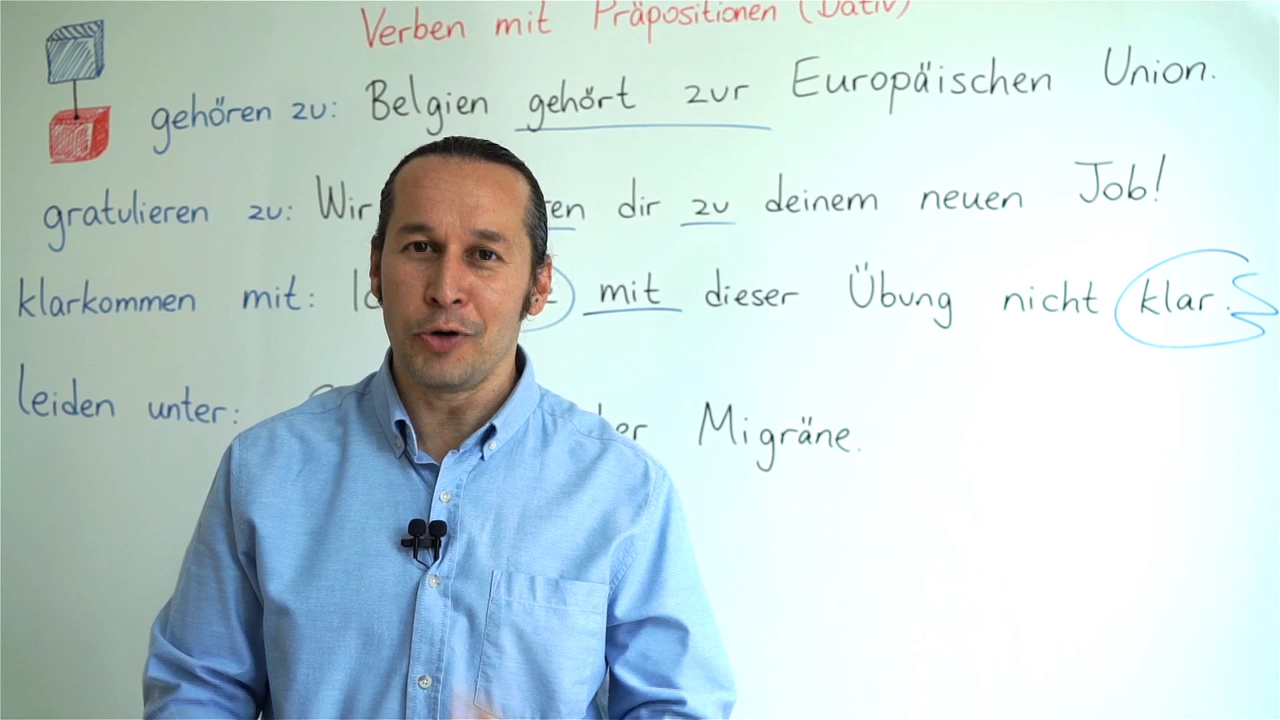 Verben mit Präpositionen (Dativ)
gehören zu: Belgien gehört zur Europäischen Union.
gratulieren zu: Wir dir zu deinem neuen Job!
klarkommen mit: mit dieser Übung nicht klar.
leiden unter: Migräne.